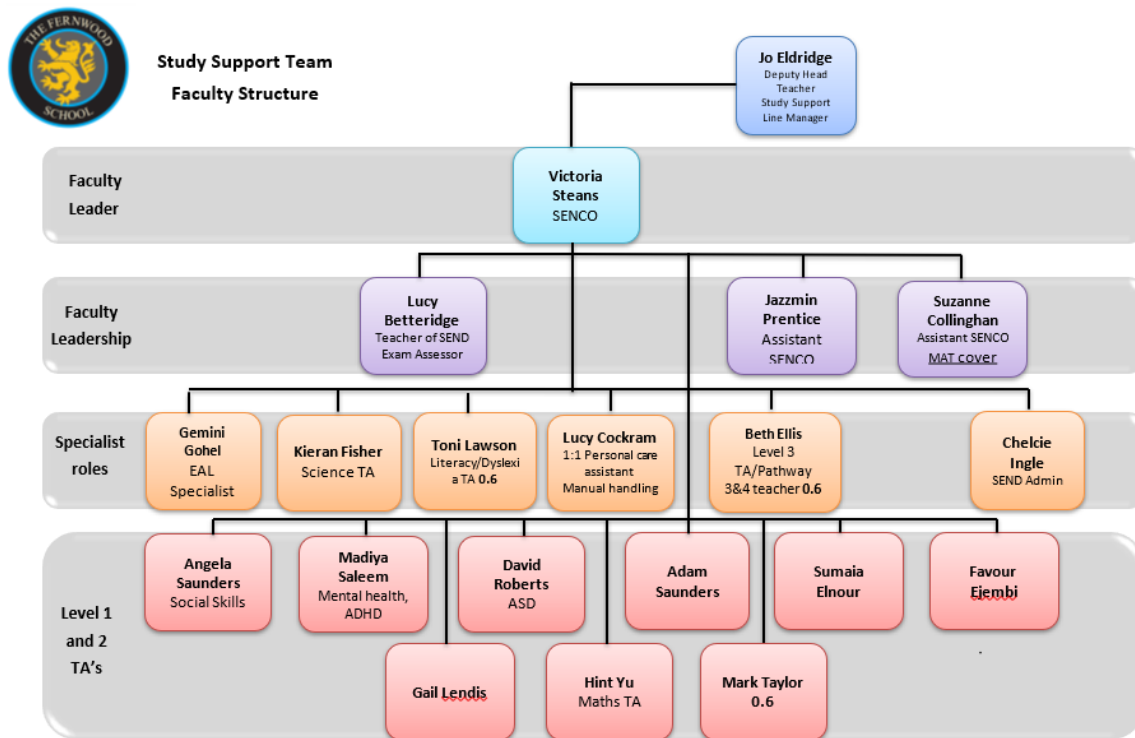 THE FERNWOOD
SCHOOL
Study Support Team
Faculty Structure
Jo Eldridge
Deputy Head
Teacher
Study Support
Line Manager
Faculty
Leader
Victoria
Steans
SENCO
Faculty
Leadership
Lucy
Betteridge
Teacher of SEND
Exam Assessor
Jazzmin
Prentice
Assistant
SENCO
Suzanne
Collinghan
Assistant SENCO
MAT cover
Specialist
roles
Gemini
Gohel
EAL
Specialist
Kieran Fisher
Science TA
Toni Lawson
Literacy/Dyslexi
a TA 0.6
Lucy Cockram
1:1 Personal care
assistant
Manual handling
Beth Ellis
Level 3
TA/Pathway
3&4 teacher 0.6
Chelcie
Ingle
SEND Admin
Level 1
and 2
TA's
Angela
Saunders
Social Skills
Madiya
Saleem
Mental health,
ADHD
David
Roberts
ASD
Adam
Saunders
Sumaia
Elnour
Favour
Ejembi
Gail Lendis
Hint Yu
Maths TA
Mark Taylor
0.6
.